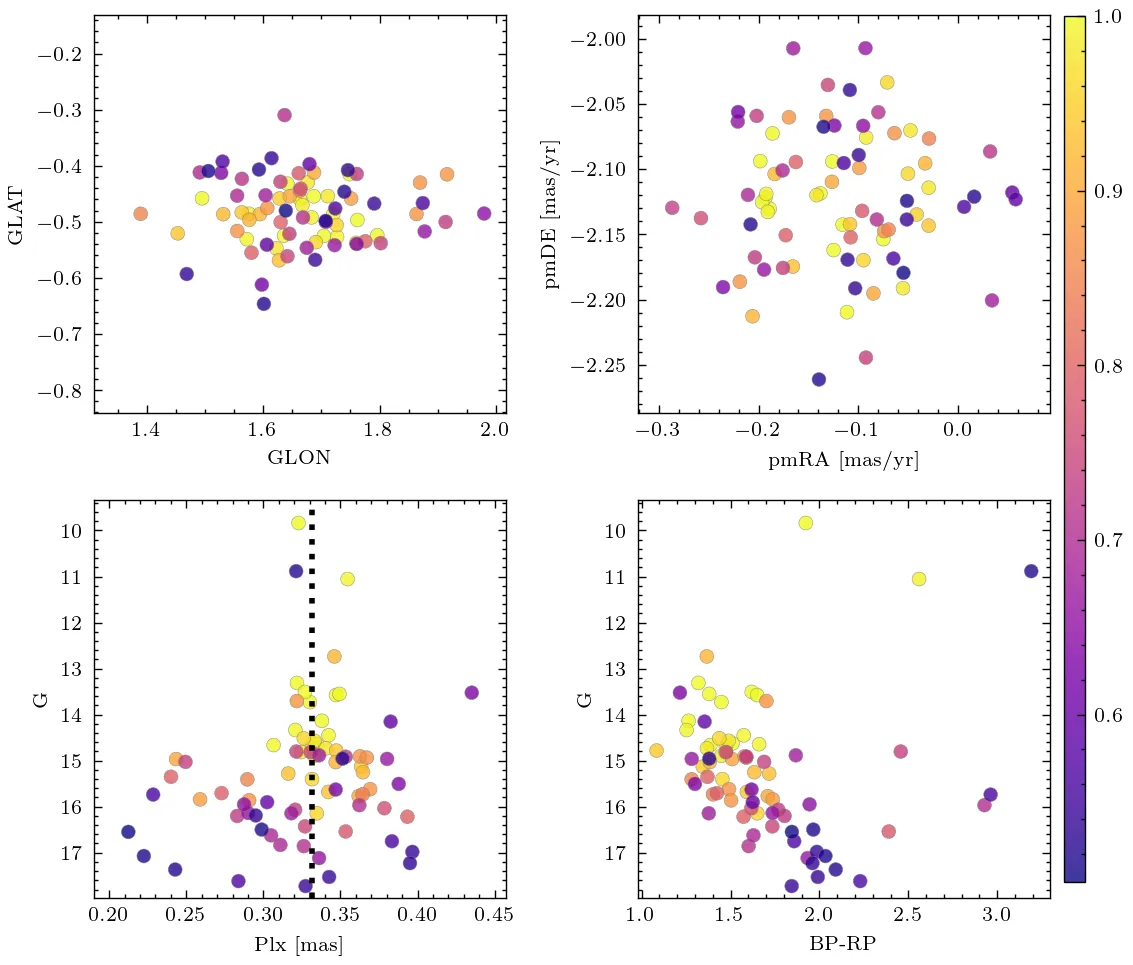 −0.2
−0.3
−0.4
−0.5
−0.6
−0.7
−0.8
GLAT
1.4 1.6 1.8 2.0
GLON
−2.00
−2.05
−2.10
−2.15
−2.20
−2.25
pmDE [mas/yr]
−0.3 −0.2 −0.1 0.0
pmRA [mas/yr]
1.0
0.9
0.8
0.7
0.6
10
11
12
13
14
15
16
17
G
0.20 0.25 0.30 0.35 0.40 0.45
Plx [mas]
10
11
12
13
14
15
16
17
G
1.0 1.5 2.0 2.5 3.0
BP-RP